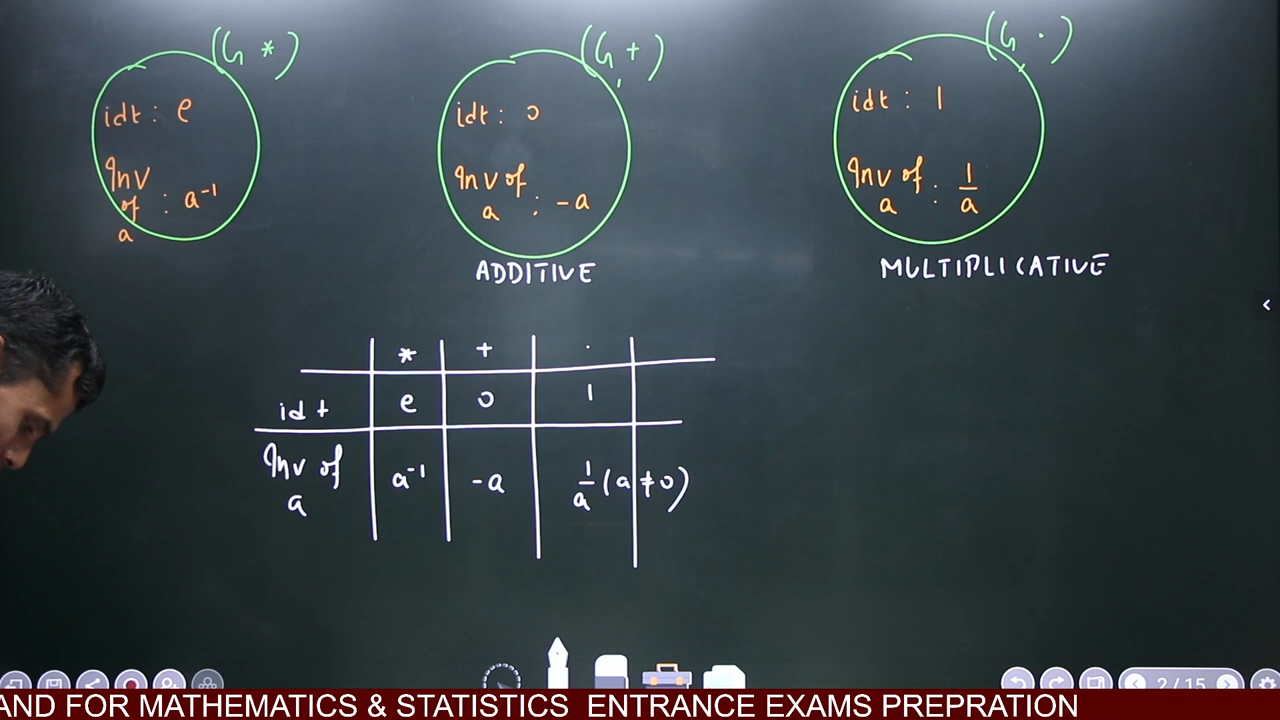 (G *)
idt : e
Inv of a : a⁻¹
(G, +)
idt : 0
Inv of a : -a
ADDITIVE
(G, ·)
idt : 1
Inv of a : 1/a
MULTIPLICATIVE
* + ·
idt e 0 1
Inv of a a⁻¹ -a 1/a (a ≠ 0)
2 / 15
AND FOR MATHEMATICS & STATISTICS ENTRANCE EXAMS PREPRATION